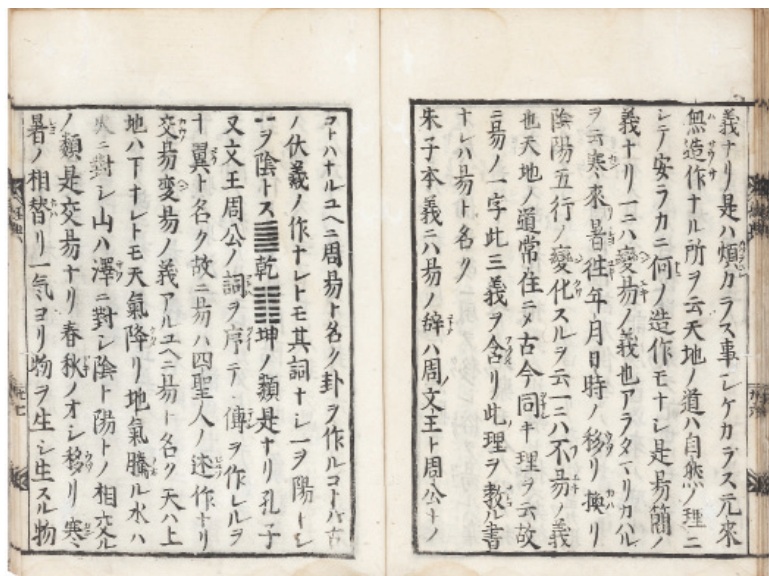 義ナリ是ハ煩カラス事シケカラス元來
無造作ナル所ヲ云天地ノ道ハ自然ノ理ニ
シテ安ラカニ何ノ造作モナシ是易簡ノ
義ナリ一ニハ變易ノ義也アラタマリカハル
ヲ云寒來暑往年月日時ノ移リ換リ
陰陽五行ノ變化スルヲ云一ニハ不易ノ義
也天地ノ道常住ニメ古今同キ理ヲ云故
ニ易ノ一字此三義ヲ含リ此理ヲ教ル書
ナレハ易ト名ク
朱子本義ニハ易ノ辭ハ周ノ文王ト周公ナノ
コトハナルユヘニ周易ト名ク卦ヲ作ルコトハ古
ノ伏羲ノ作ナレトモ其詞ナシ一ヲ陽トシ
--ヲ陰トス䷀乾䷁坤ノ類是ナリ孔子
又文王周公ノ詞ヲ序テ傳ヲ作レルヲ
十翼ト名ク故ニ易ハ四聖人ノ述作ナリ
交易變易ノ義アルユヘニ易ト名ク天ハ上
地ハ下ナレトモ天氣降リ地氣騰ル水ハ
火ニ對シ山ハ澤ニ對シ陰ト陽トノ相交ル
ノ類是交易ナリ春秋ノオシ移リ寒
暑ノ相替リ一氣ヨリ物ヲ生シ生スル物